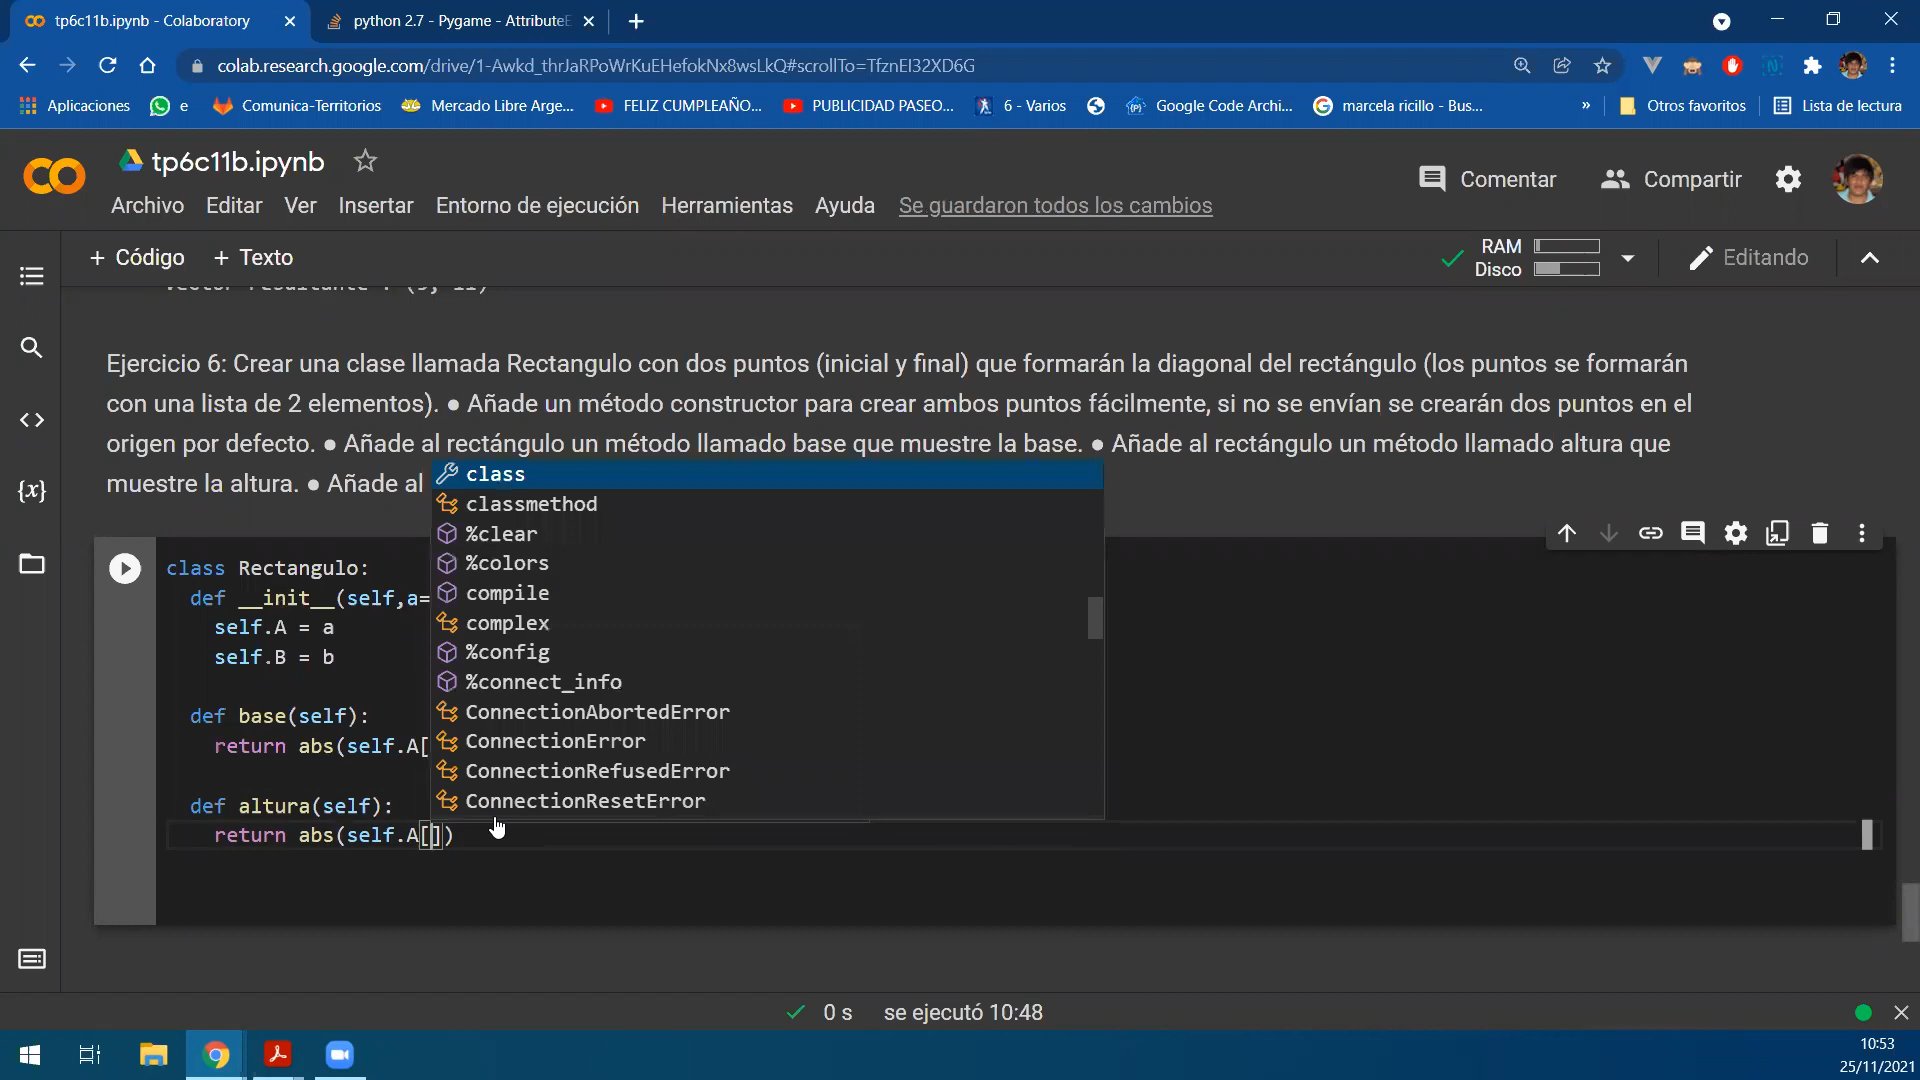 tp6c11b.ipynb - Colaboratory
python 2.7 - Pygame - AttributeE
colab.research.google.com/drive/1-Awkd_thrJaRPoWrKuEHefokNx8wsLkQ#scrollTo=TfznEl32XD6G
Aplicaciones e Comunica-Territorios Mercado Libre Arge... FELIZ CUMPLEAÑO... PUBLICIDAD PASEO... 6 - Varios Google Code Archi... marcela ricillo - Bus... » Otros favoritos Lista de lectura
tp6c11b.ipynb
Comentar Compartir
Archivo Editar Ver Insertar Entorno de ejecución Herramientas Ayuda Se guardaron todos los cambios
+ Código + Texto
RAM
Disco
Editando
Vector resultante : (5, 11)
Ejercicio 6: Crear una clase llamada Rectangulo con dos puntos (inicial y final) que formarán la diagonal del rectángulo (los puntos se formarán
con una lista de 2 elementos). ● Añade un método constructor para crear ambos puntos fácilmente, si no se envían se crearán dos puntos en el
origen por defecto. ● Añade al rectángulo un método llamado base que muestre la base. ● Añade al rectángulo un método llamado altura que
muestre la altura. ● Añade al
class
classmethod
%clear
%colors
compile
complex
%config
%connect_info
ConnectionAbortedError
ConnectionError
ConnectionRefusedError
ConnectionResetError
class Rectangulo:
def __init__(self,a=
self.A = a
self.B = b
def base(self):
return abs(self.A[
def altura(self):
return abs(self.A[])
0 s se ejecutó 10:48
10:53
25/11/2021